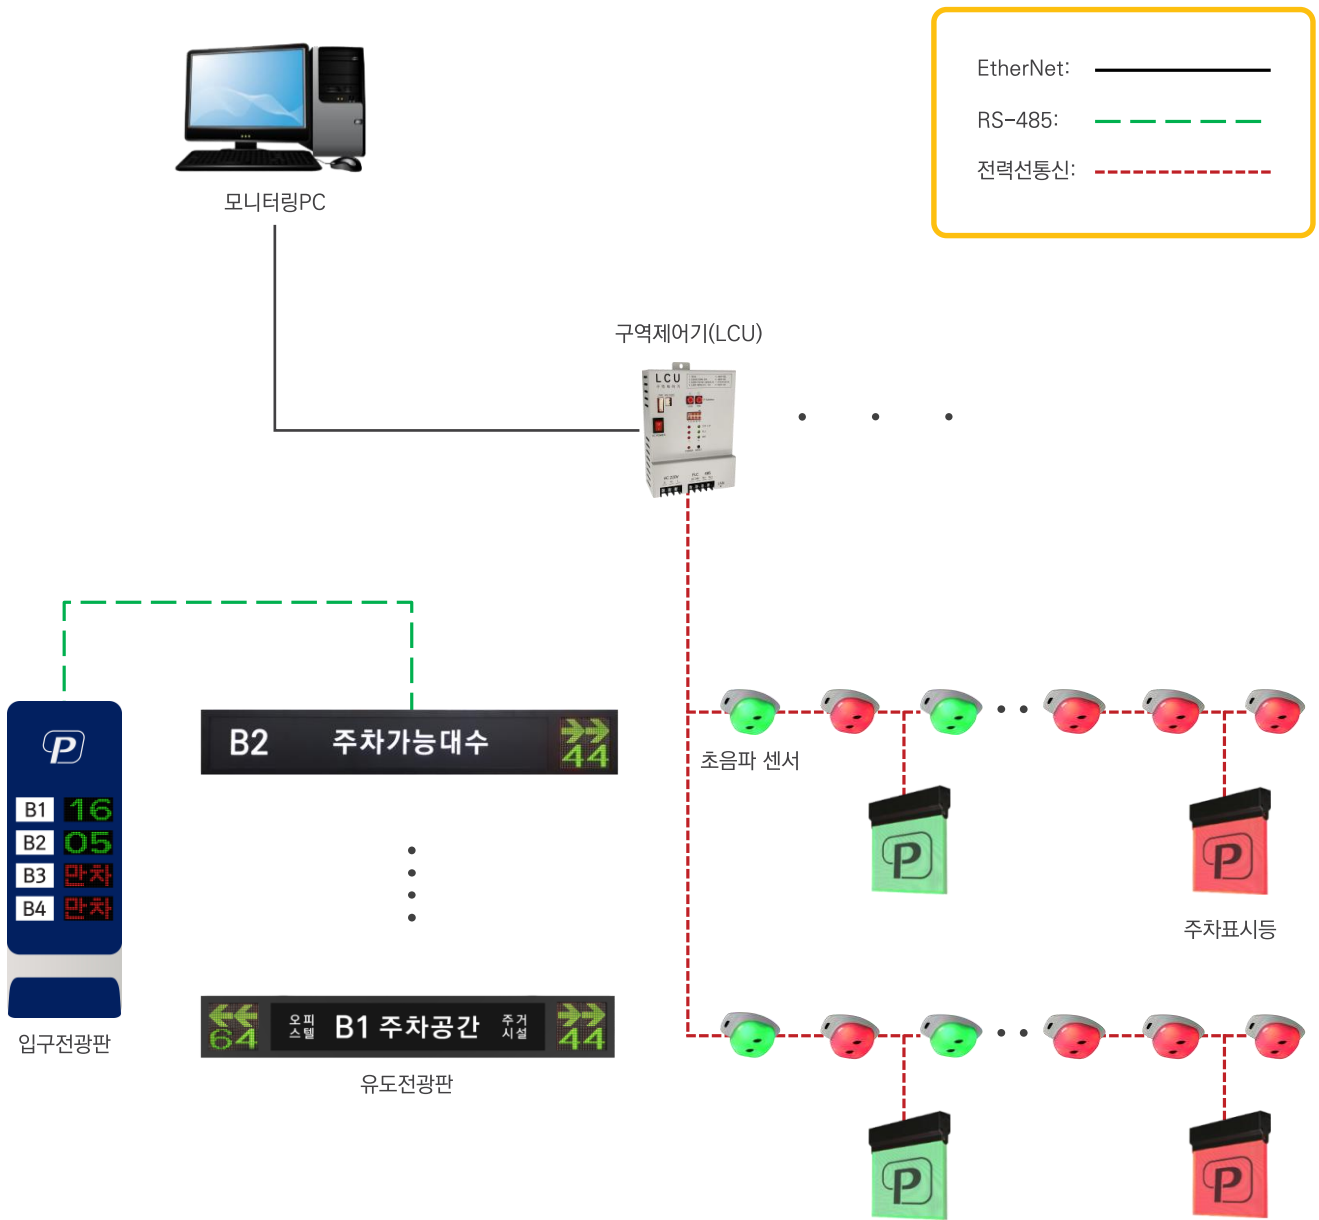 EtherNet:
RS-485:
전력선통신:
모니터링PC
구역제어기(LCU)
LCU
P
B1 16
B2 05
B3 만차
B4 만차
입구전광판
B2 주차가능대수 44
64 오피스텔 B1 주차공간 주거시설 44
유도전광판
초음파 센서
P
P
주차표시등
P
P